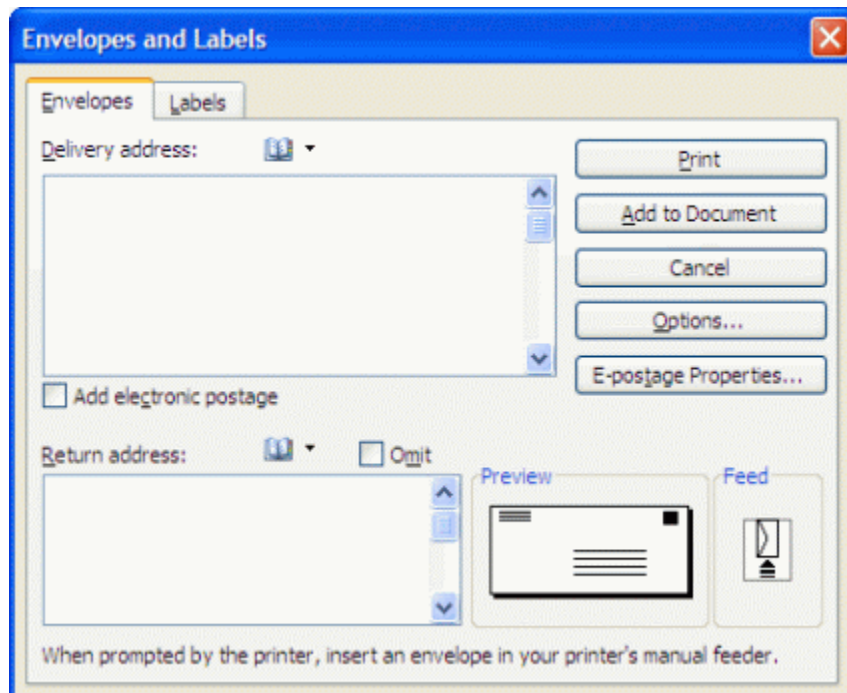 Envelopes and Labels
Envelopes
Labels
Delivery address:
Print
Add to Document
Cancel
Options...
E-postage Properties...
Add electronic postage
Return address:
Omit
Preview
Feed
When prompted by the printer, insert an envelope in your printer's manual feeder.